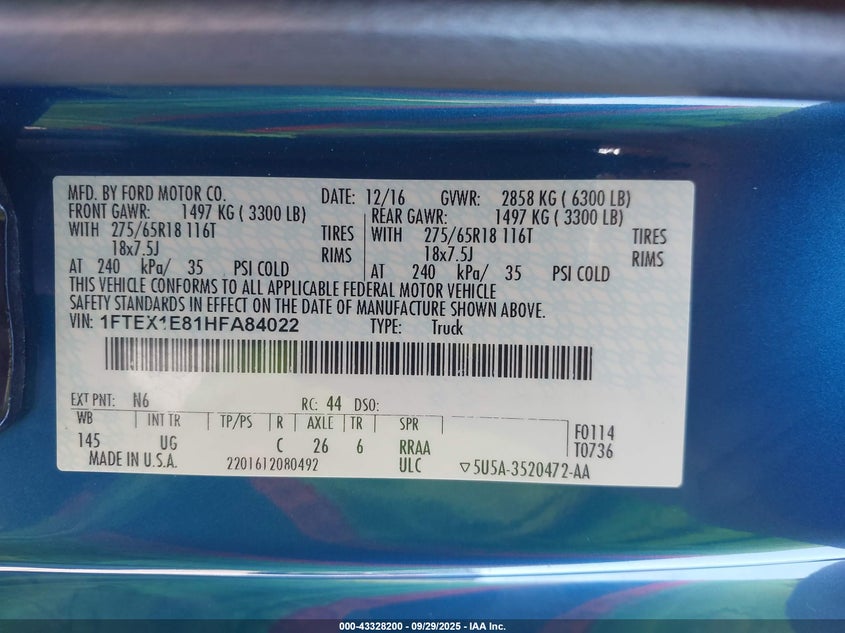 MFD. BY FORD MOTOR CO. DATE: 12/16 GVWR: 2858 KG ( 6300 LB)
FRONT GAWR: 1497 KG ( 3300 LB) REAR GAWR: 1497 KG ( 3300 LB)
WITH 275/65R18 116T TIRES WITH 275/65R18 116T TIRES
18x7.5J RIMS 18x7.5J RIMS
AT 240 kPa/ 35 PSI COLD AT 240 kPa/ 35 PSI COLD
THIS VEHICLE CONFORMS TO ALL APPLICABLE FEDERAL MOTOR VEHICLE
SAFETY STANDARDS IN EFFECT ON THE DATE OF MANUFACTURE SHOWN ABOVE.
VIN: 1FTEX1E81HFA84022 TYPE: Truck
EXT PNT: N6 RC: 44 DSO:
WB INT TR TP/PS R AXLE TR SPR F0114
145 UG C 26 6 RRAA T0736
MADE IN U.S.A. 2201612080492 ULC ▽5U5A-3520472-AA
000-43328200 - 09/29/2025 - IAA Inc.